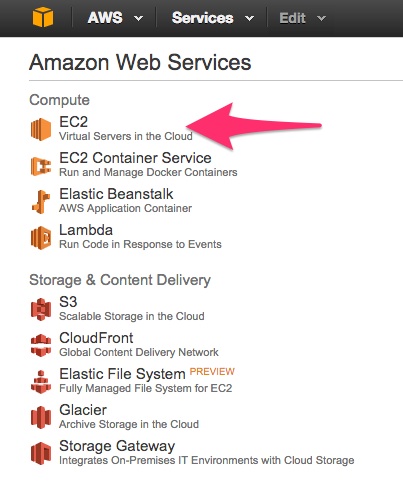 AWS Services Edit
Amazon Web Services
Compute
EC2
Virtual Servers in the Cloud
EC2 Container Service
Run and Manage Docker Containers
Elastic Beanstalk
AWS Application Container
Lambda
Run Code in Response to Events
Storage & Content Delivery
S3
Scalable Storage in the Cloud
CloudFront
Global Content Delivery Network
Elastic File System PREVIEW
Fully Managed File System for EC2
Glacier
Archive Storage in the Cloud
Storage Gateway
Integrates On-Premises IT Environments with Cloud Storage